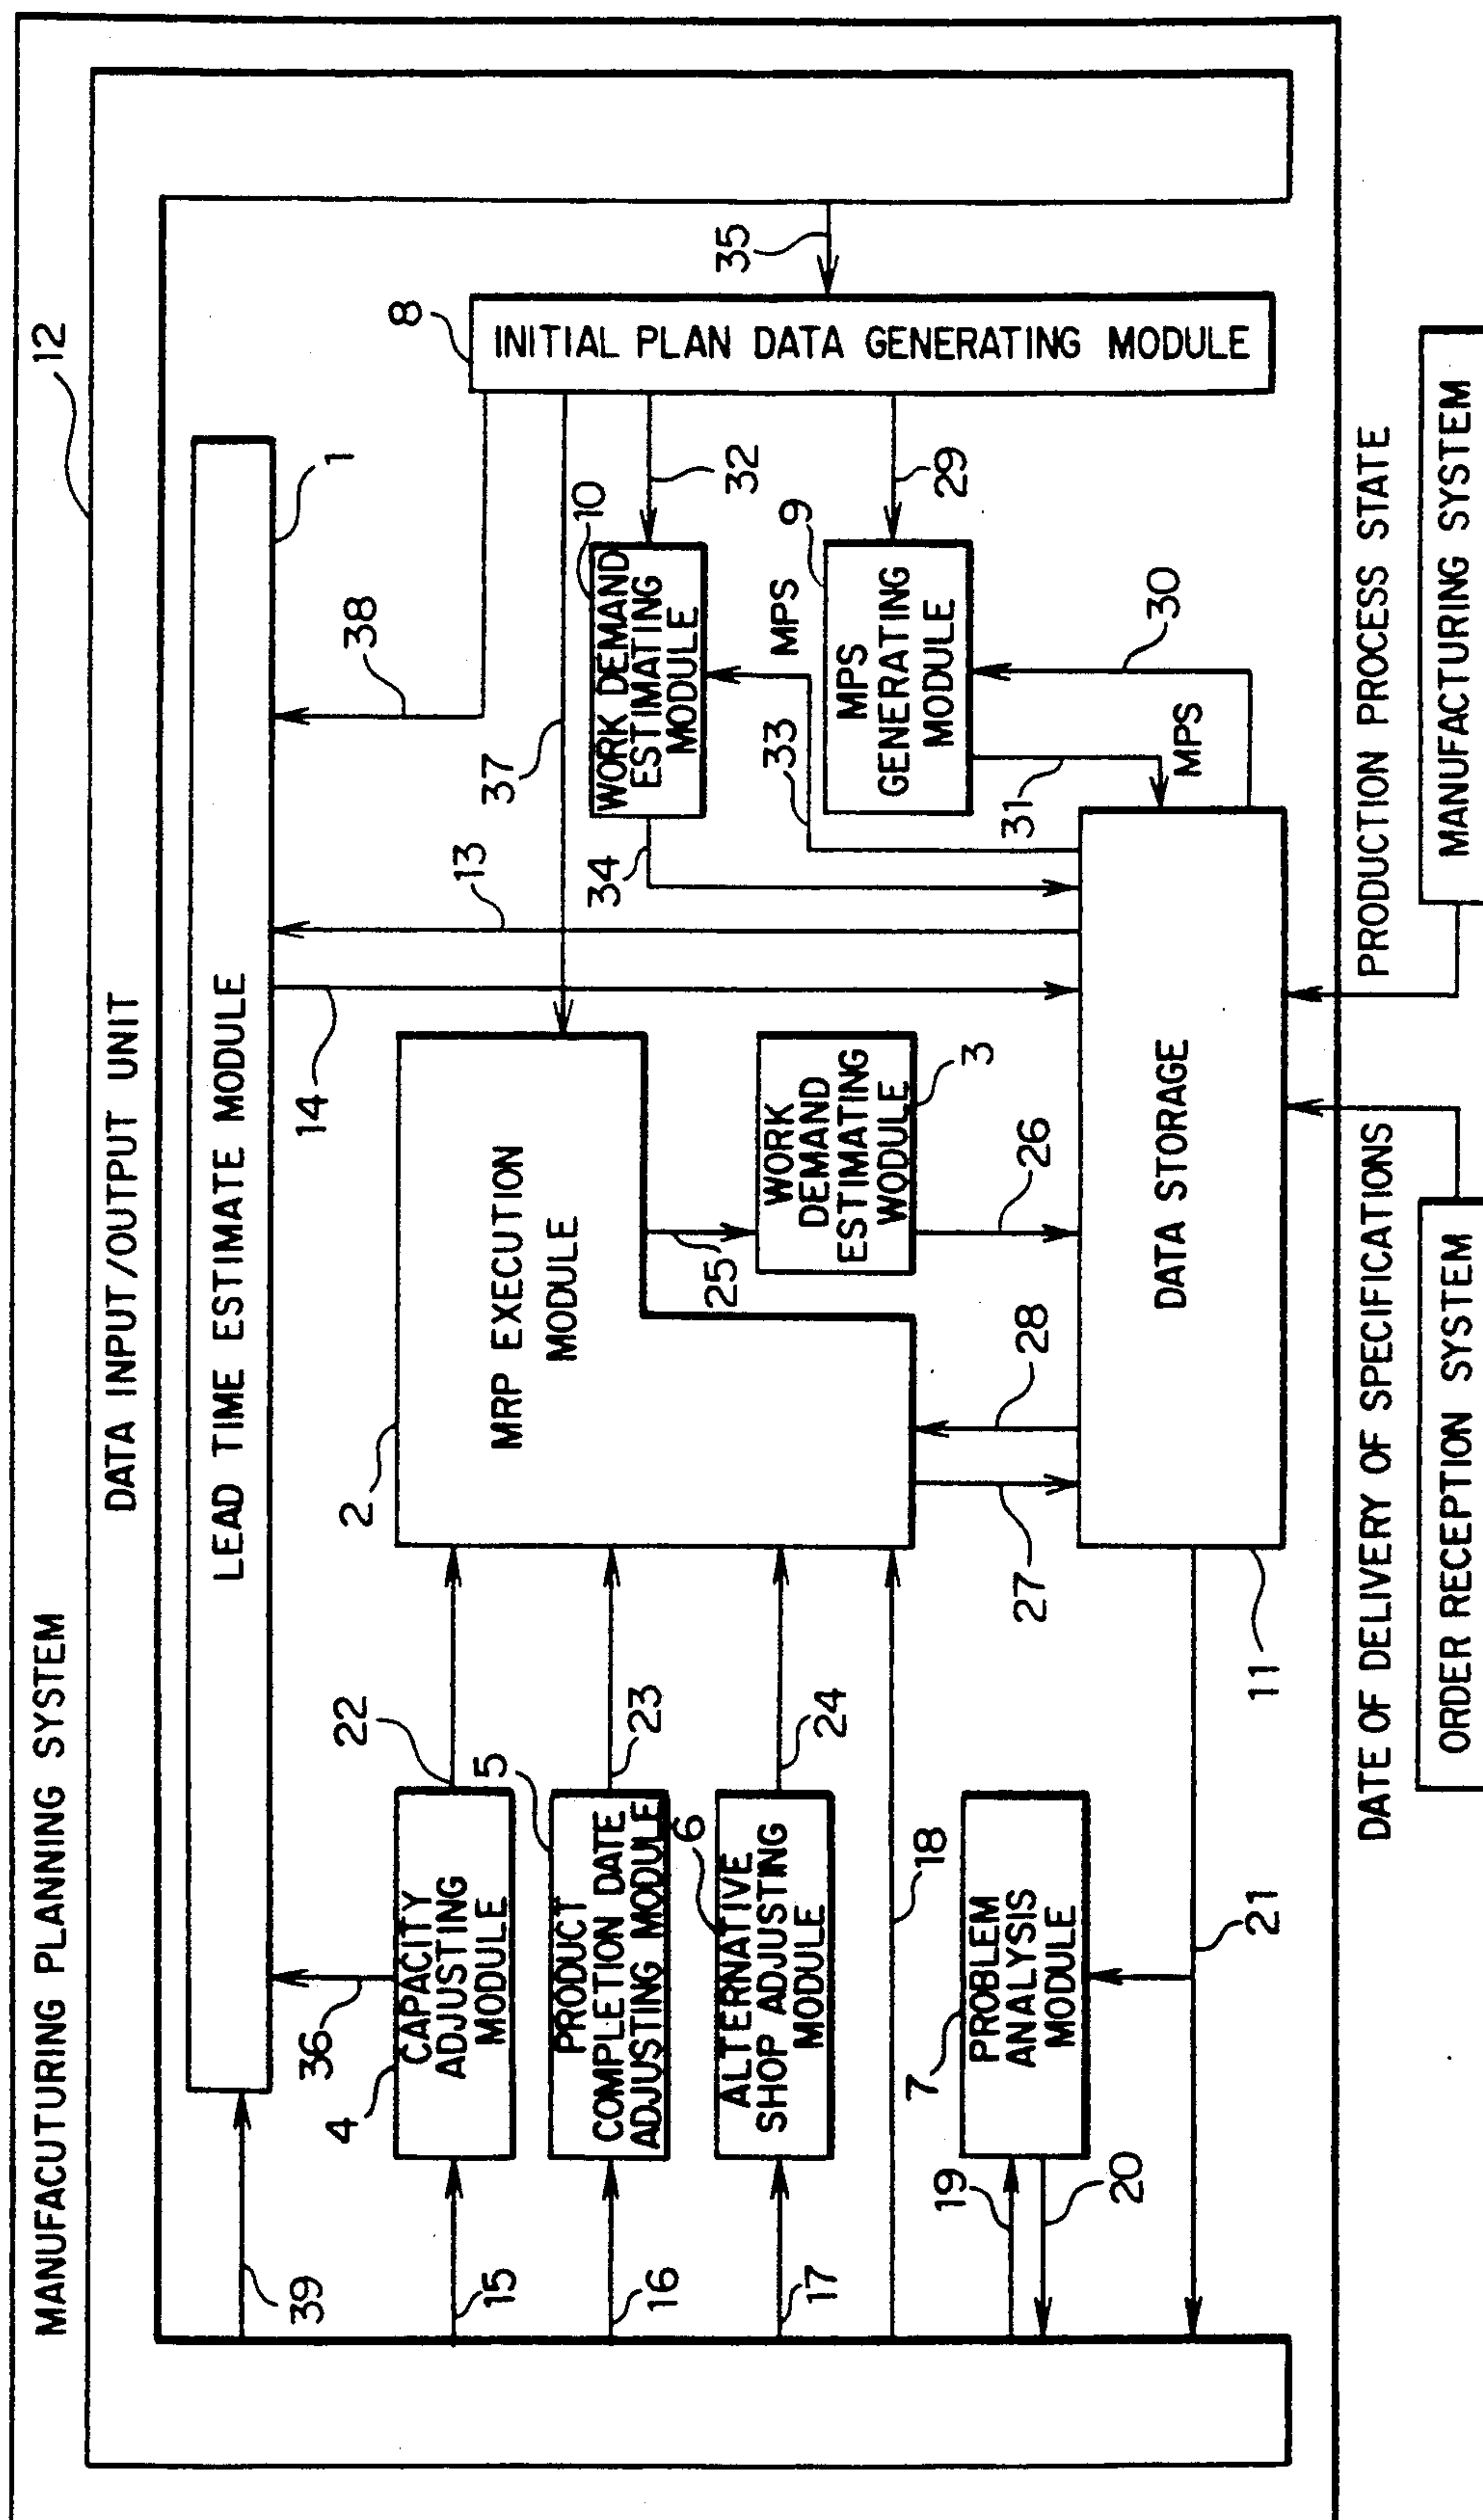 MANUFACUTURING PLANNING SYSTEM
12
DATA INPUT/OUTPUT UNIT
LEAD TIME ESTIMATE MODULE
1
39
36
14
13
38
4
CAPACITY
ADJUSTING
MODULE
15
22
2
MRP EXECUTION
MODULE
37
8
INITIAL PLAN DATA GENERATING MODULE
35
5
PRODUCT
COMPLETION DATE
ADJUSTING MODULE
16
23
10
WORK DEMAND
ESTIMATING
MODULE
34
32
6
ALTERNATIVE
SHOP ADJUSTING
MODULE
17
24
25
WORK
DEMAND
ESTIMATING
WODULE
3
33
MPS
9
MPS
GENERATING
MODULE
29
18
7
PROBLEM
ANALYSIS
MODULE
19
20
27
28
26
31
MPS
30
21
11
DATA STORAGE
DATE OF DELIVERY OF SPECIFICATIONS
PRODUCTION PROCESS STATE
ORDER RECEPTION SYSTEM
MANUFACTURING SYSTEM